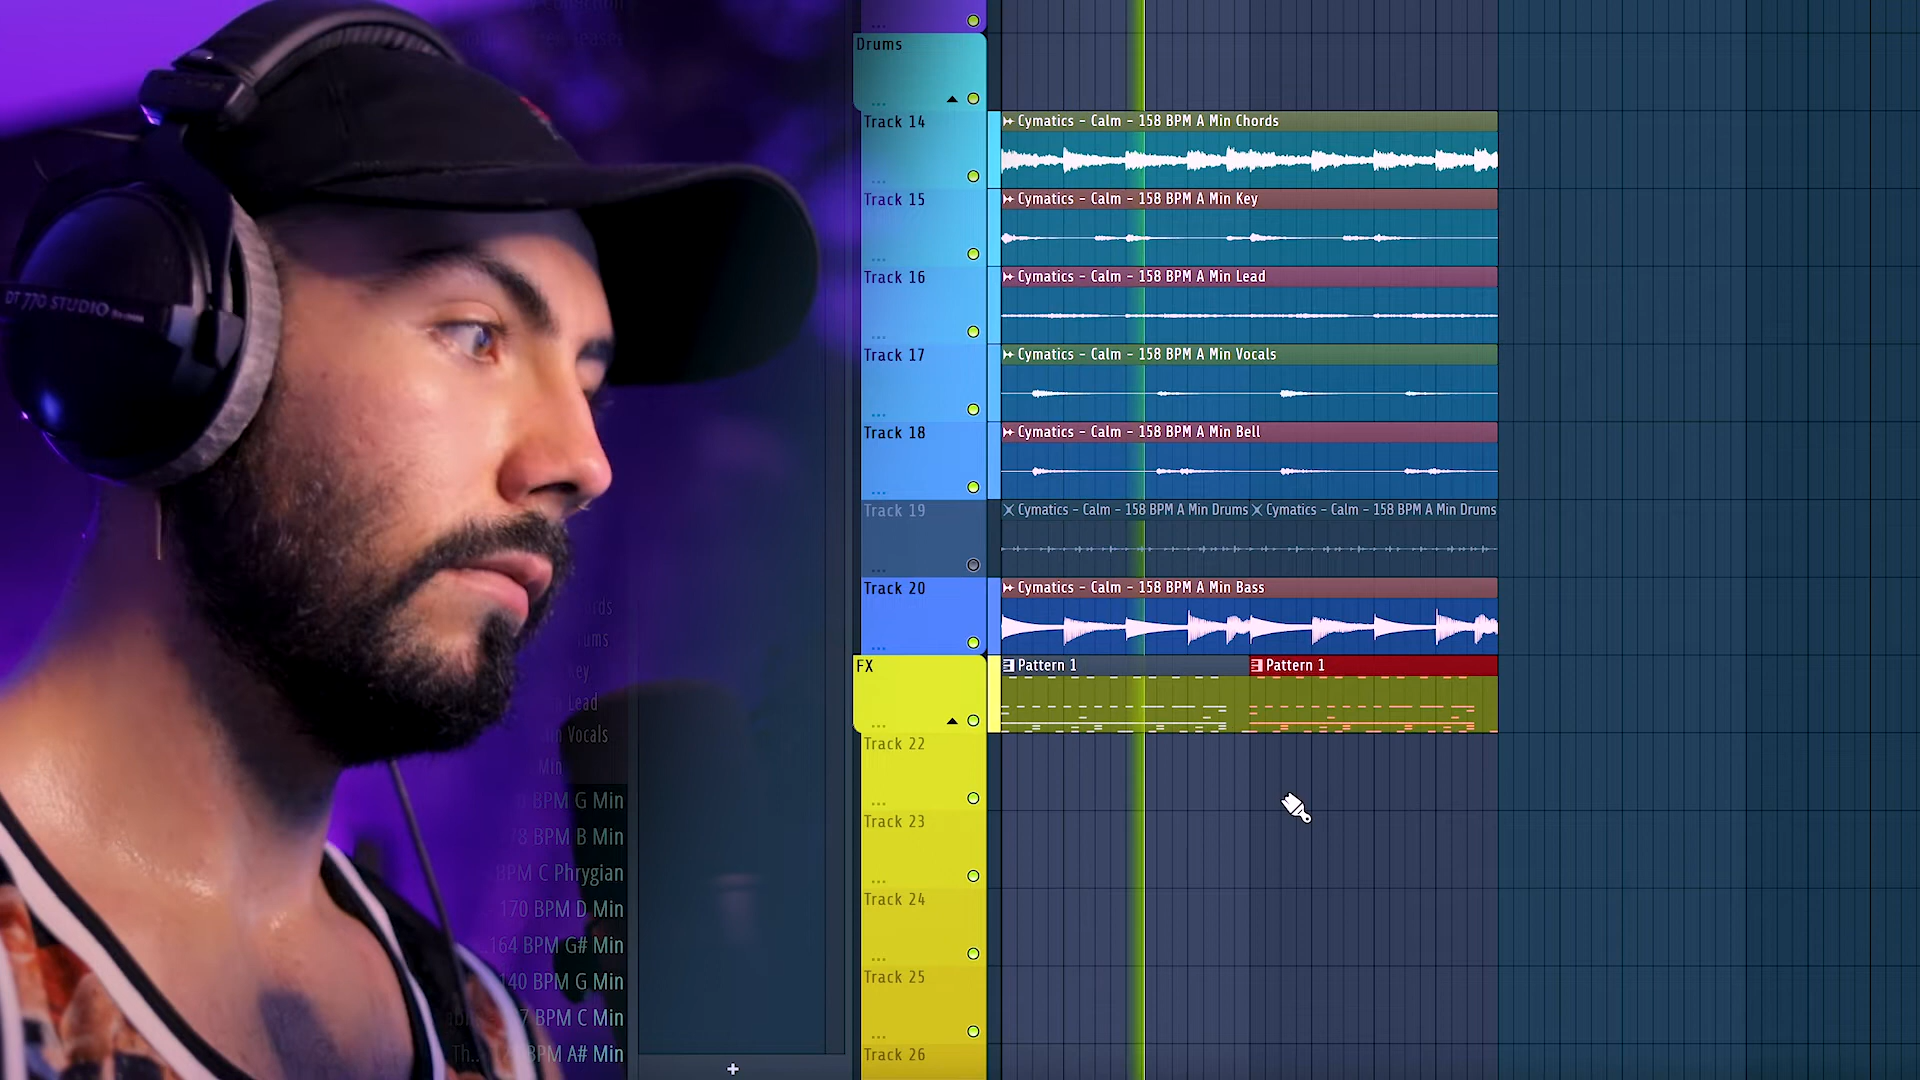 DT 770 STUDIO
Drums
Track 14
Cymatics - Calm - 158 BPM A Min Chords
Track 15
Cymatics - Calm - 158 BPM A Min Key
Track 16
Cymatics - Calm - 158 BPM A Min Lead
Track 17
Cymatics - Calm - 158 BPM A Min Vocals
Track 18
Cymatics - Calm - 158 BPM A Min Bell
Track 19
Cymatics - Calm - 158 BPM A Min Drums
Cymatics - Calm - 158 BPM A Min Drums
Track 20
Cymatics - Calm - 158 BPM A Min Bass
FX
Pattern 1
Pattern 1
Track 22
Track 23
Track 24
Track 25
Track 26
Lead
Vocals
Min
BPM G Min
8 BPM B Min
BPM C Phrygian
170 BPM D Min
164 BPM G# Min
140 BPM G Min
7 BPM C Min
BPM A# Min
+